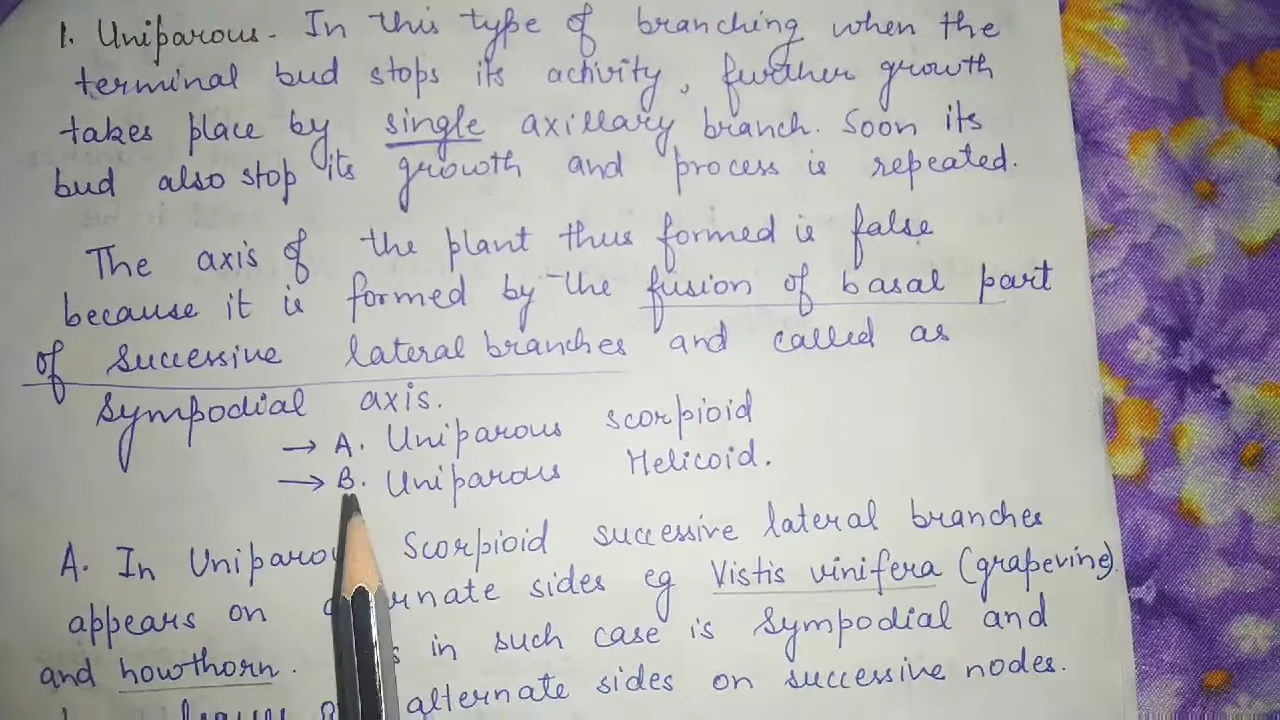 1. Uniparous - In this type of branching when the
terminal bud stops its activity, further growth
takes place by single axillary branch. Soon its
bud also stop its growth and process is repeated.
The axis of the plant thus formed is false
because it is formed by the fusion of basal part
of successive lateral branches and called as
sympodial axis.
→ A. Uniparous scorpioid
→ B. Uniparous Helicoid.
A. In Scorpioid successive lateral branches
appears on sides eg Vistis vinifera (grapevine)
and howthorn. in such case is sympodial and
alternate sides on successive nodes.